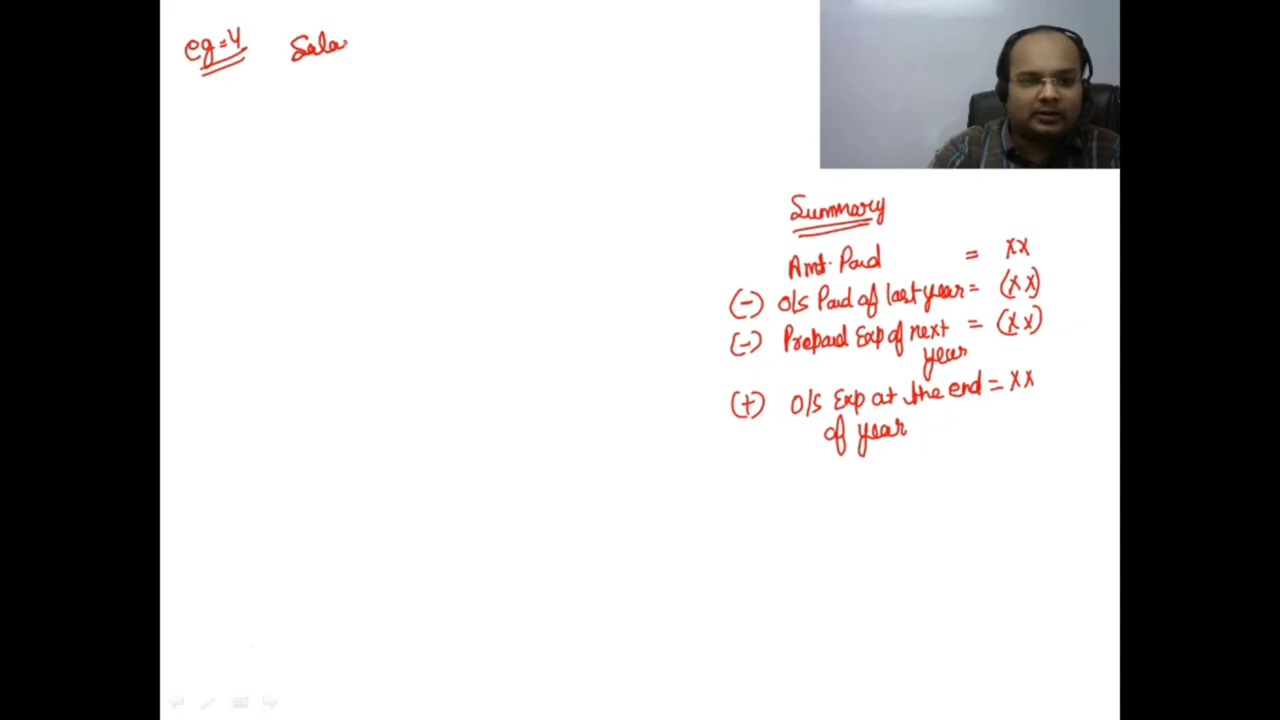 eg=4 Sala
Summary
Amt. Paid = xx
(-) O/s Paid of last year = (xx)
(-) Prepaid Exp of next = (xx)
year
(+) O/s Exp at the end = xx
of year